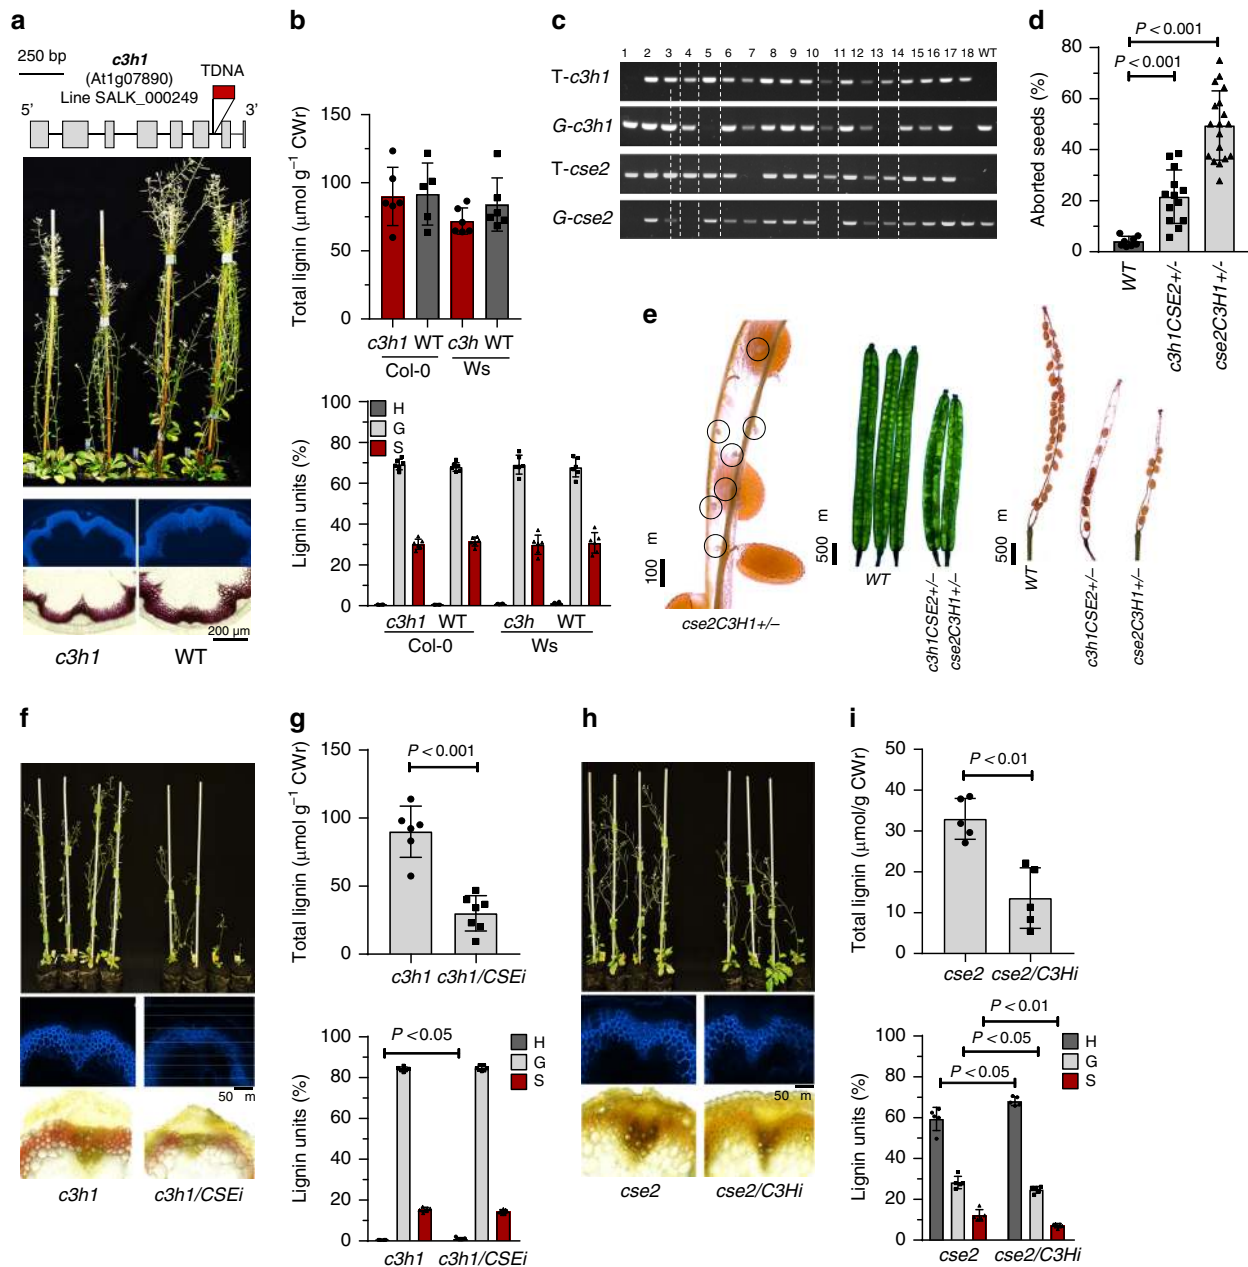 a
c3h1
250 bp
(At1g07890)
TDNA
Line SALK_000249
5'
3'
200 µm
c3h1
WT
b
Total lignin (µmol g⁻¹ CWr)
150
100
50
0
c3h1 WT c3h WT
Col-0 Ws
Lignin units (%)
100
80
60
40
20
0
H
G
S
c3h1 WT c3h WT
Col-0 Ws
c
1 2 3 4 5 6 7 8 9 10 11 12 13 14 15 16 17 18 WT
T-c3h1
G-c3h1
T-cse2
G-cse2
d
Aborted seeds (%)
80
60
40
20
0
P < 0.001
P < 0.001
WT
c3h1CSE2+/-
cse2C3H1+/-
e
100 m
cse2C3H1+/–
500 m
WT
c3h1CSE2+/–
cse2C3H1+/–
500 m
WT
c3h1CSE2+/–
cse2C3H1+/–
f
50 m
c3h1 c3h1/CSEi
g
Total lignin (µmol g⁻¹ CWr)
150
100
50
0
P < 0.001
c3h1 c3h1/CSEi
Lignin units (%)
100
80
60
40
20
0
P < 0.05
H
G
S
c3h1 c3h1/CSEi
h
50 m
cse2 cse2/C3Hi
i
Total lignin (µmol/g CWr)
50
40
30
20
10
0
P < 0.01
cse2 cse2/C3Hi
Lignin units (%)
100
80
60
40
20
0
P < 0.01
P < 0.05
P < 0.05
H
G
S
cse2 cse2/C3Hi